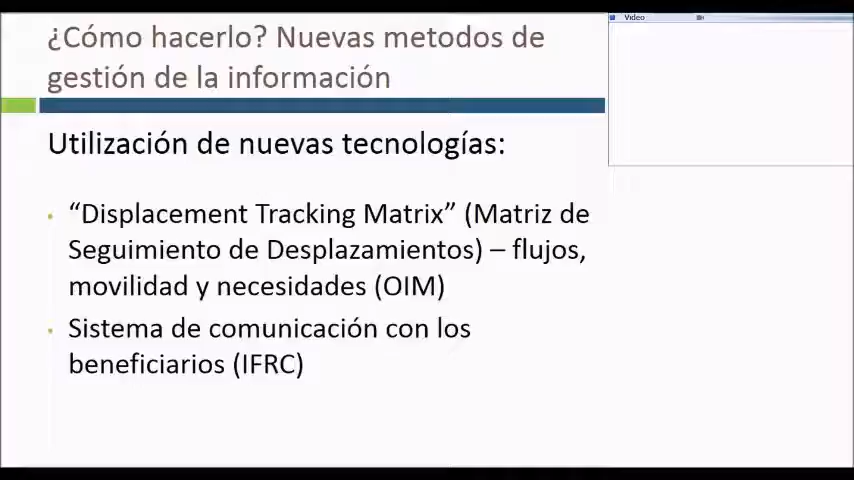 ¿Cómo hacerlo? Nuevas metodos de
gestión de la información
Video
Utilización de nuevas tecnologías:
“Displacement Tracking Matrix” (Matriz de
Seguimiento de Desplazamientos) – flujos,
movilidad y necesidades (OIM)
Sistema de comunicación con los
beneficiarios (IFRC)